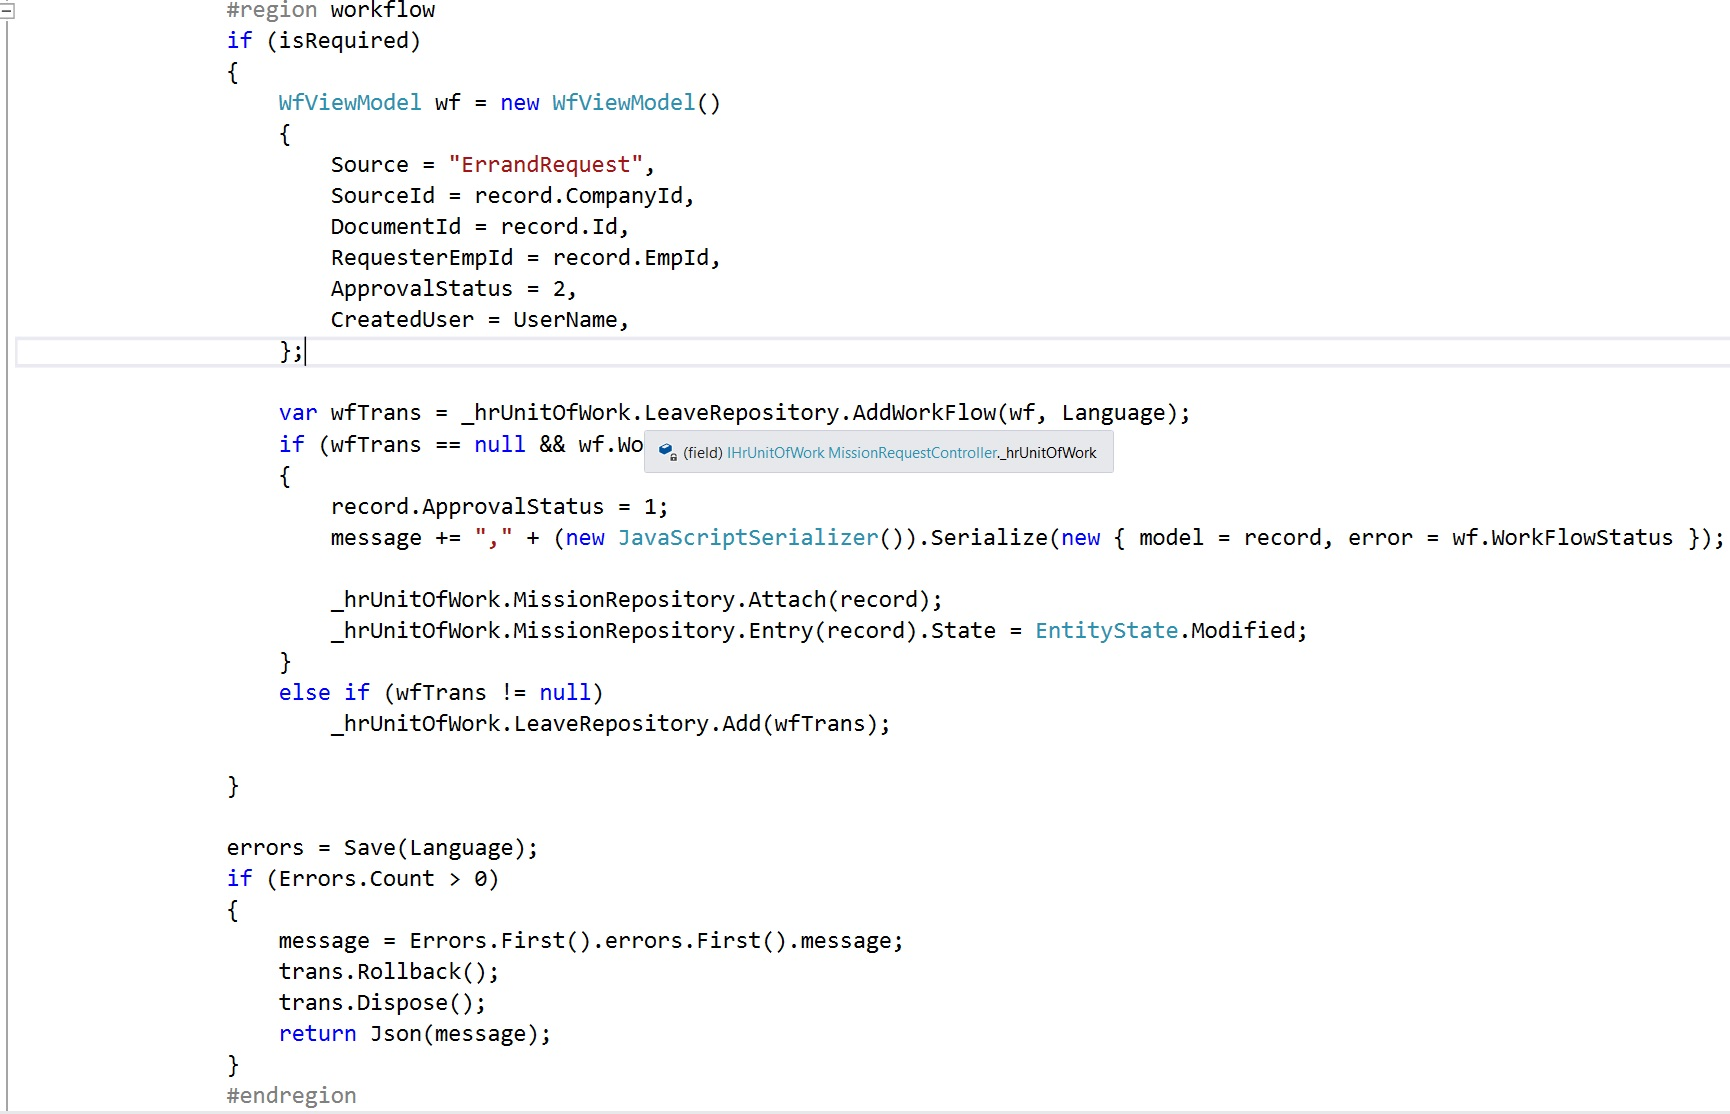 #region workflow
if (isRequired)
{
WfViewModel wf = new WfViewModel()
{
Source = "ErrandRequest",
SourceId = record.CompanyId,
DocumentId = record.Id,
RequesterEmpId = record.EmpId,
ApprovalStatus = 2,
CreatedUser = UserName,
};
var wfTrans = _hrUnitOfWork.LeaveRepository.AddWorkFlow(wf, Language);
if (wfTrans == null && wf.Wo
(field) IHrUnitOfWork MissionRequestController._hrUnitOfWork
{
record.ApprovalStatus = 1;
message += "," + (new JavaScriptSerializer()).Serialize(new { model = record, error = wf.WorkFlowStatus });
_hrUnitOfWork.MissionRepository.Attach(record);
_hrUnitOfWork.MissionRepository.Entry(record).State = EntityState.Modified;
}
else if (wfTrans != null)
_hrUnitOfWork.LeaveRepository.Add(wfTrans);
}
errors = Save(Language);
if (Errors.Count > 0)
{
message = Errors.First().errors.First().message;
trans.Rollback();
trans.Dispose();
return Json(message);
}
#endregion